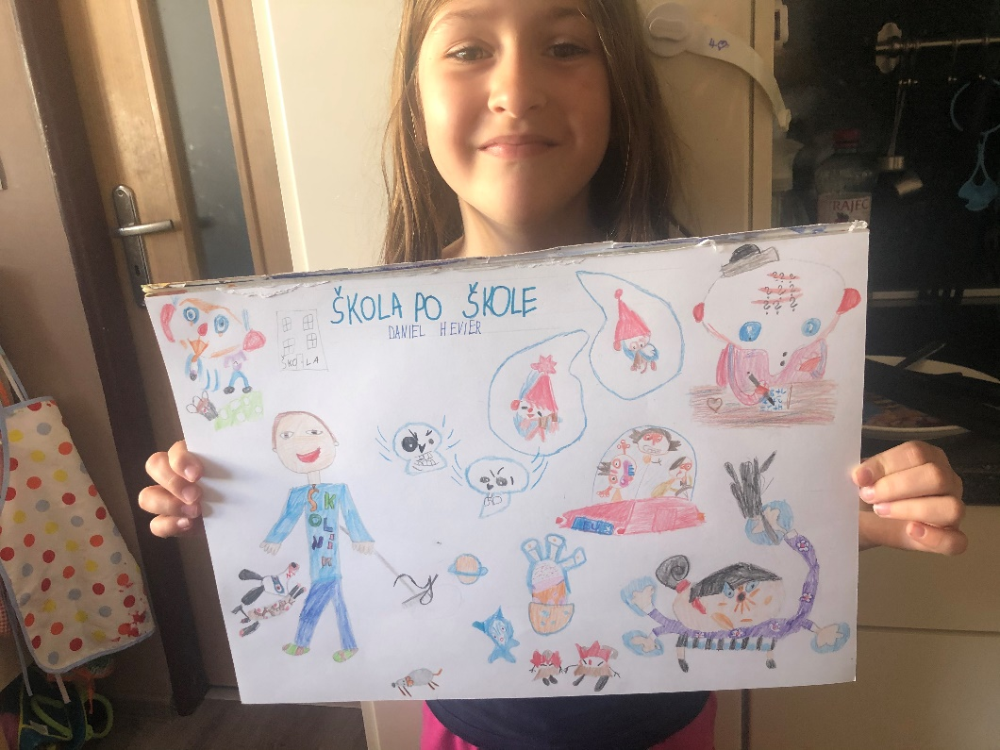 ŠKOLA PO ŠKOLE
DANIEL HEVIER
ŠKOLA
ŠKOLNÍK
RAJEC